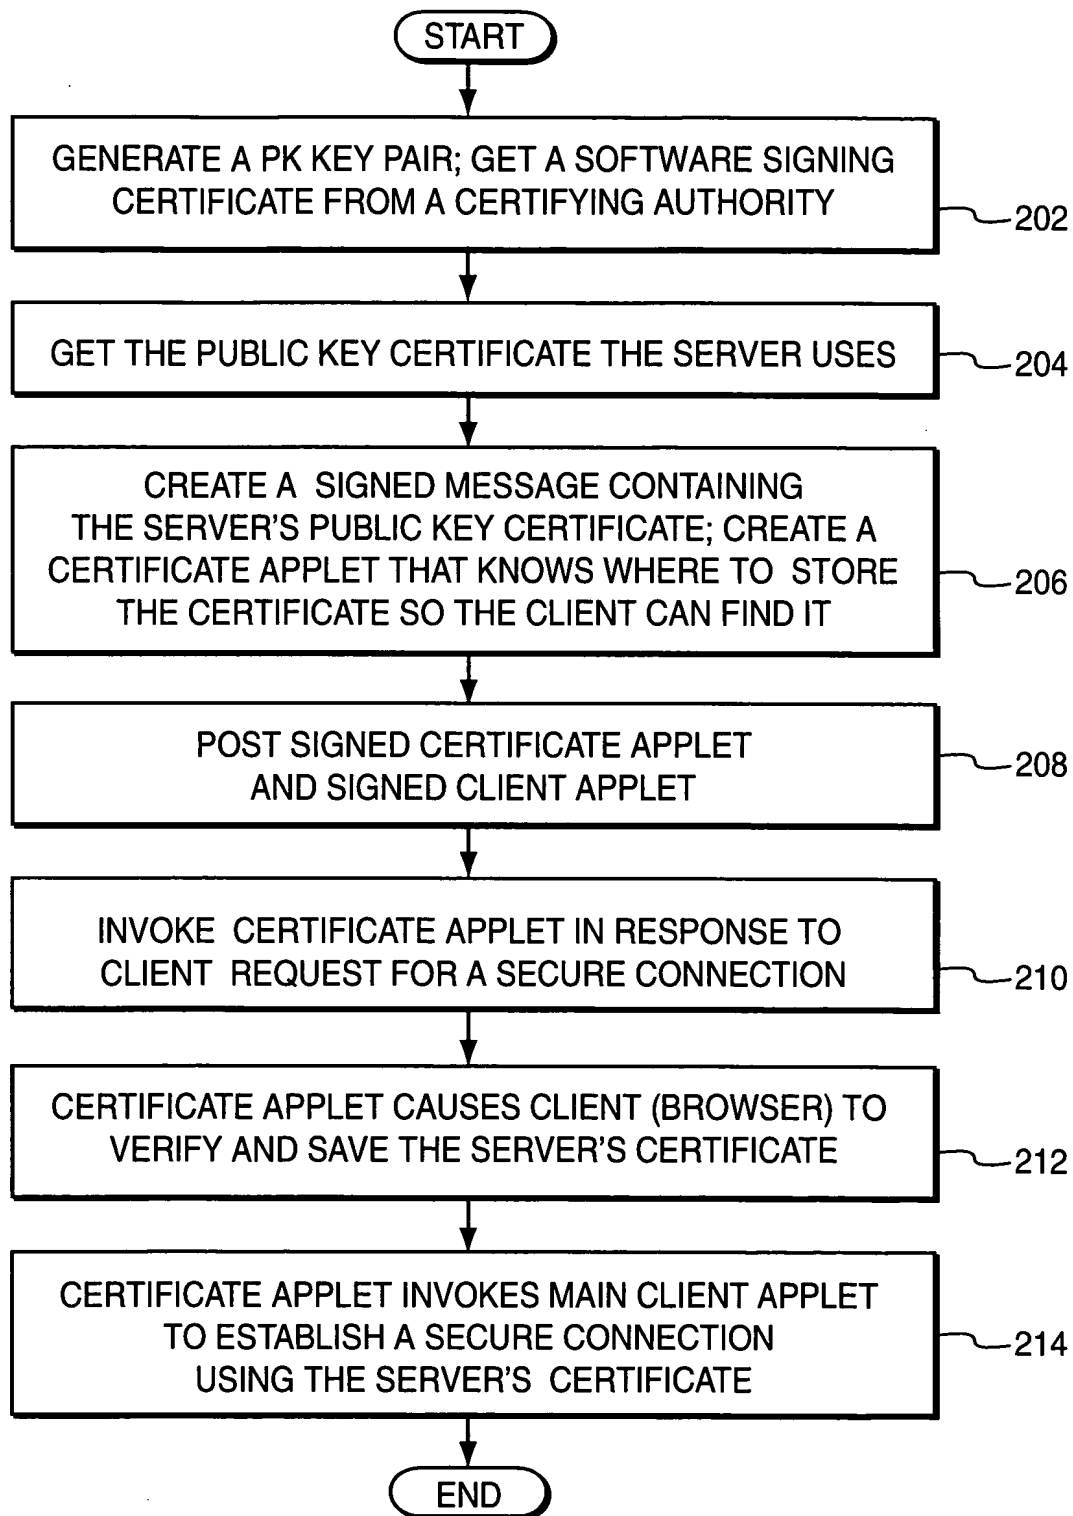 START
GENERATE A PK KEY PAIR; GET A SOFTWARE SIGNING
CERTIFICATE FROM A CERTIFYING AUTHORITY
202
GET THE PUBLIC KEY CERTIFICATE THE SERVER USES
204
CREATE A SIGNED MESSAGE CONTAINING
THE SERVER'S PUBLIC KEY CERTIFICATE; CREATE A
CERTIFICATE APPLET THAT KNOWS WHERE TO STORE
THE CERTIFICATE SO THE CLIENT CAN FIND IT
206
POST SIGNED CERTIFICATE APPLET
AND SIGNED CLIENT APPLET
208
INVOKE CERTIFICATE APPLET IN RESPONSE TO
CLIENT REQUEST FOR A SECURE CONNECTION
210
CERTIFICATE APPLET CAUSES CLIENT (BROWSER) TO
VERIFY AND SAVE THE SERVER'S CERTIFICATE
212
CERTIFICATE APPLET INVOKES MAIN CLIENT APPLET
TO ESTABLISH A SECURE CONNECTION
USING THE SERVER'S CERTIFICATE
214
END